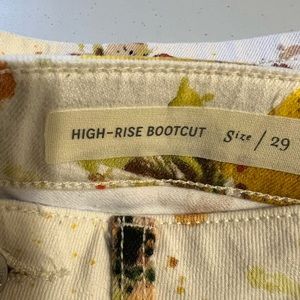 HIGH-RISE BOOTCUT Size / 29